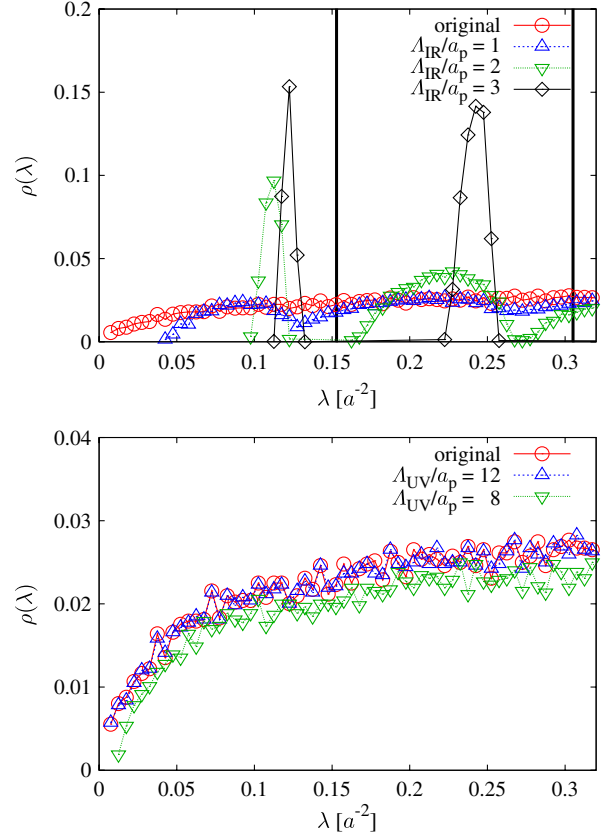 0.2
0.15
0.1
0.05
0
ρ(λ)
original
Λ_IR/a_p = 1
Λ_IR/a_p = 2
Λ_IR/a_p = 3
0 0.05 0.1 0.15 0.2 0.25 0.3
λ [a^-2]
0.04
0.03
0.02
0.01
0
ρ(λ)
original
Λ_UV/a_p = 12
Λ_UV/a_p = 8
0 0.05 0.1 0.15 0.2 0.25 0.3
λ [a^-2]